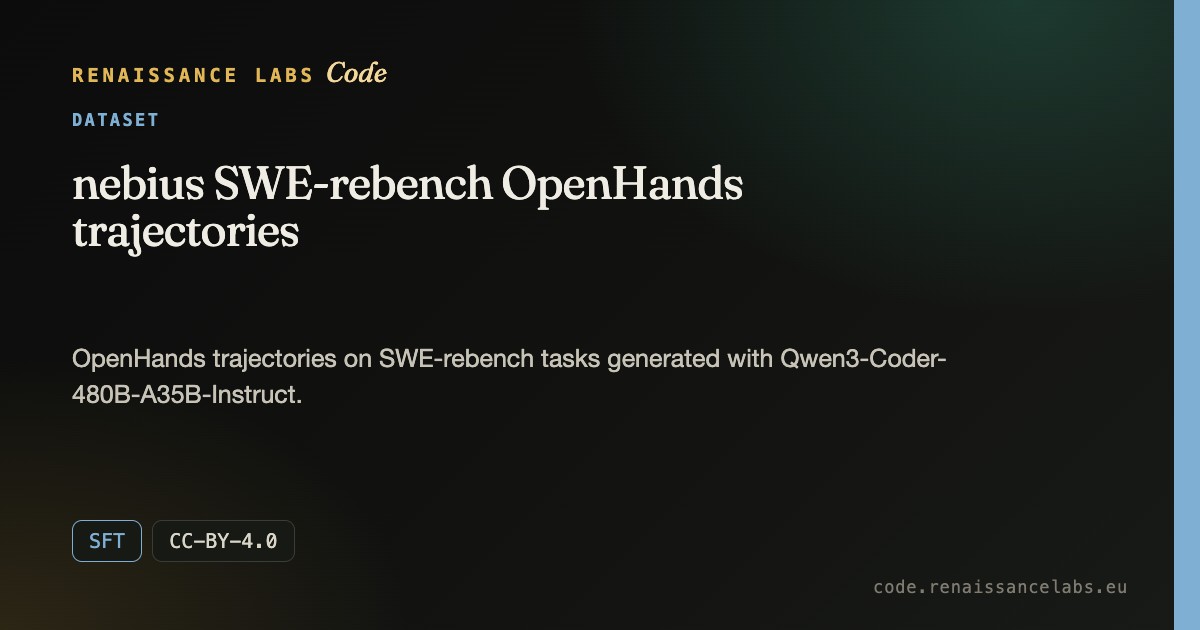 RENAISSANCE LABS Code
DATASET
nebius SWE-rebench OpenHands
trajectories
OpenHands trajectories on SWE-rebench tasks generated with Qwen3-Coder-
480B-A35B-Instruct.
SFT CC-BY-4.0
code.renaissancelabs.eu